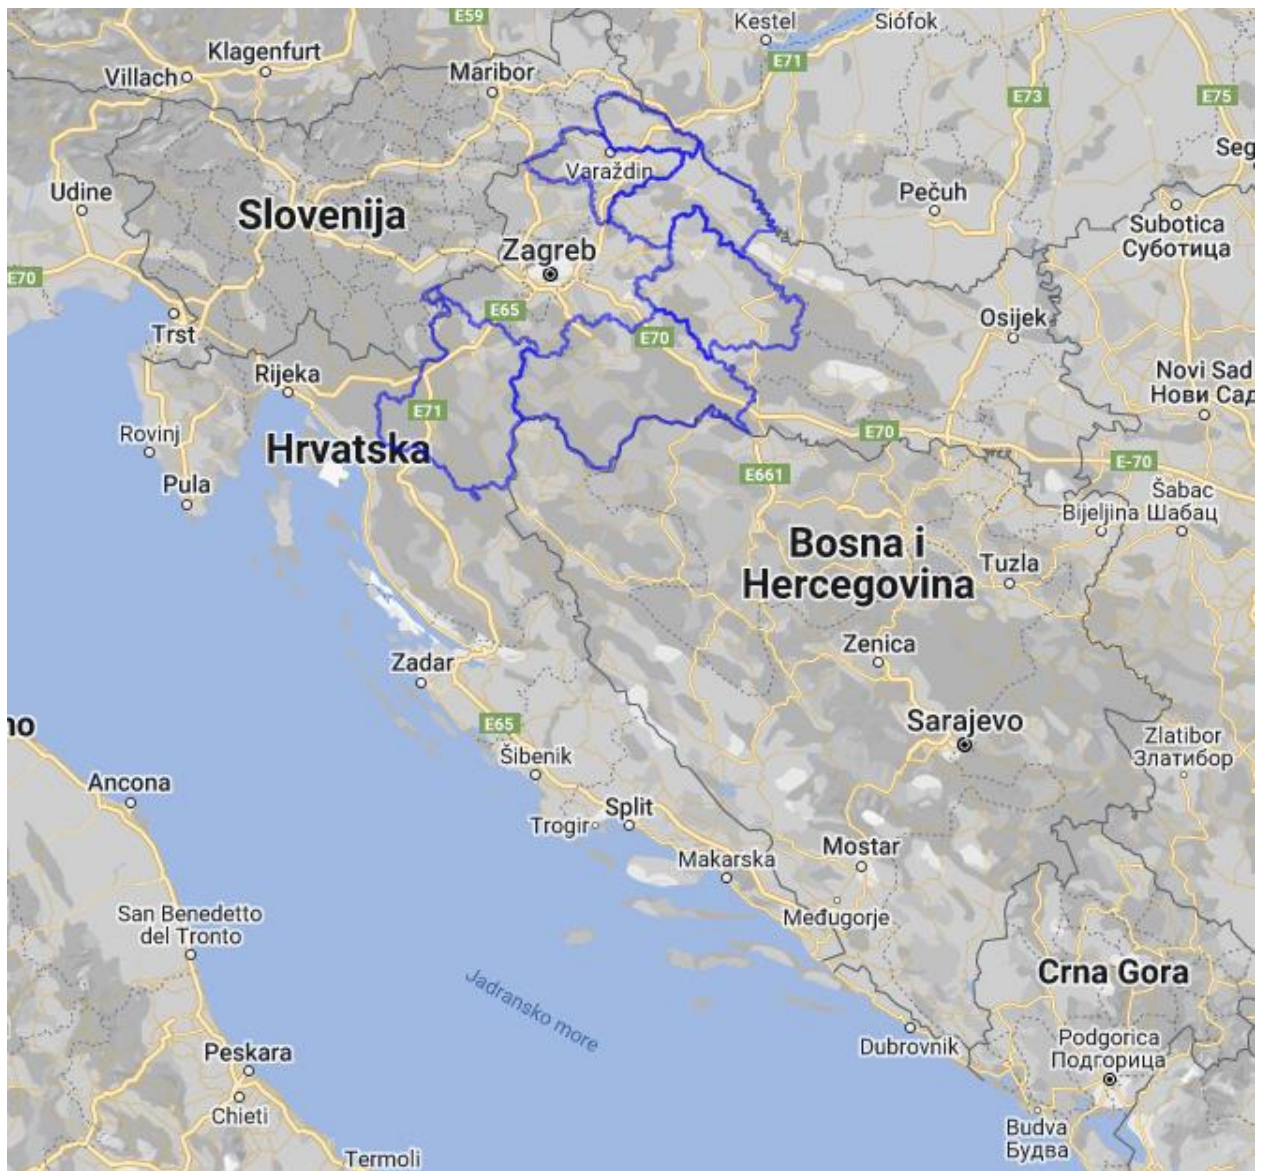 E59
Kestel
Siófok
Klagenfurt
Villach
Maribor
E71
E73
E75
Seg
Varaždin
Udine
Pečuh
Slovenija
Subotica
Суботица
Zagreb
E70
E65
Trst
E70
Osijek
Rijeka
Novi Sad
Нови Сад
E71
Rovinj
Hrvatska
E70
E-70
Pula
E661
Šabac
Bijeljina
Шабац
Bosna i
Hercegovina
Tuzla
Zenica
Zadar
E65
Sarajevo
no
Zlatibor
Златибор
Šibenik
Ancona
Split
Trogir
Makarska
Mostar
San Benedetto
del Tronto
Međugorje
Crna Gora
Jadransko more
Dubrovnik
Podgorica
Подгорица
Peskara
Chieti
Budva
Будва
Termoli